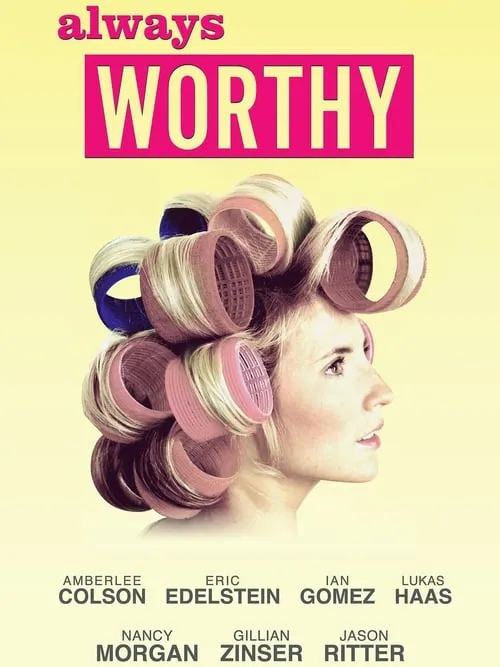 always
WORTHY
AMBERLEE COLSON ERIC EDELSTEIN IAN GOMEZ LUKAS HAAS
NANCY MORGAN GILLIAN ZINSER JASON RITTER